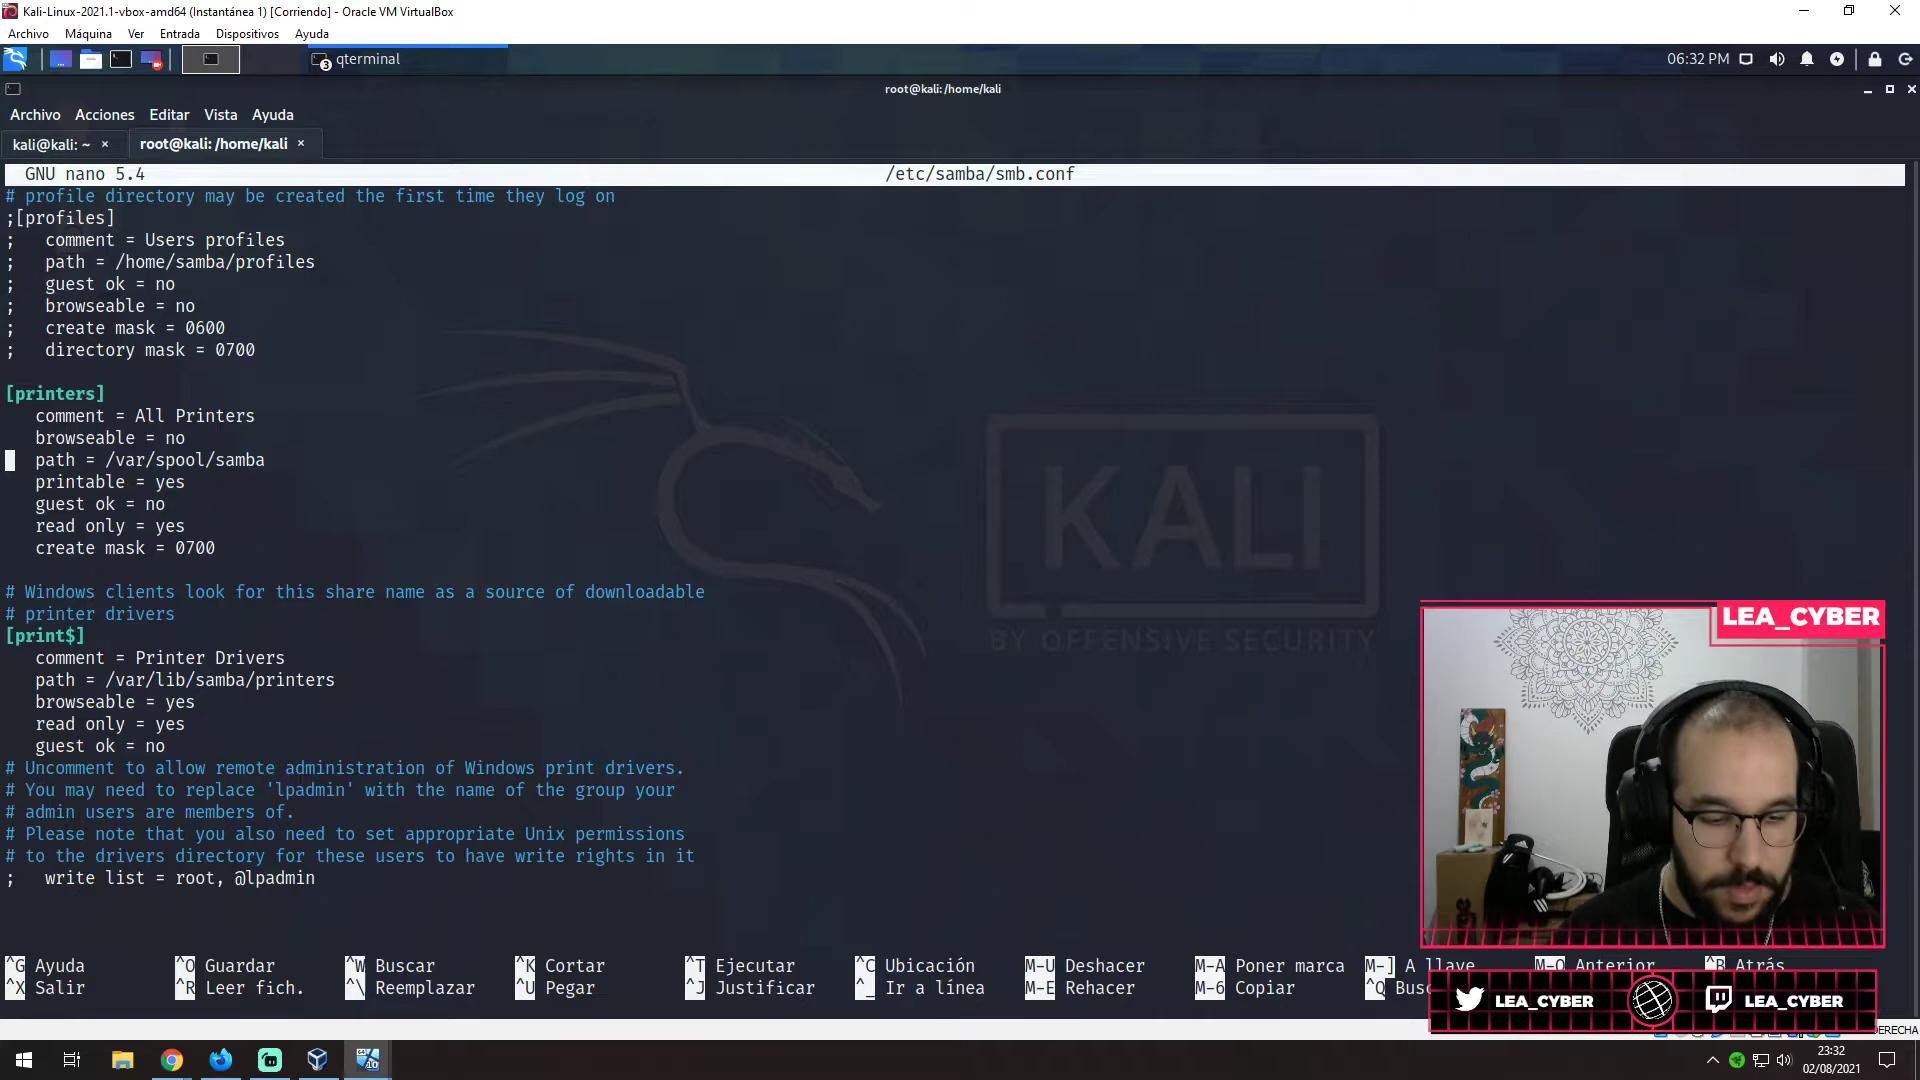 Kali-Linux-2021.1-vbox-amd64 (Instantánea 1) [Corriendo] - Oracle VM VirtualBox
Archivo Máquina Ver Entrada Dispositivos Ayuda
3 qterminal 06:32 PM
root@kali: /home/kali
Archivo Acciones Editar Vista Ayuda
kali@kali: ~ × root@kali: /home/kali ×
GNU nano 5.4 /etc/samba/smb.conf
# profile directory may be created the first time they log on
;[profiles]
;   comment = Users profiles
;   path = /home/samba/profiles
;   guest ok = no
;   browseable = no
;   create mask = 0600
;   directory mask = 0700
[printers]
comment = All Printers
browseable = no
path = /var/spool/samba
printable = yes
guest ok = no
read only = yes
create mask = 0700
# Windows clients look for this share name as a source of downloadable
# printer drivers
[print$]
comment = Printer Drivers
path = /var/lib/samba/printers
browseable = yes
read only = yes
guest ok = no
# Uncomment to allow remote administration of Windows print drivers.
# You may need to replace 'lpadmin' with the name of the group your
# admin users are members of.
# Please note that you also need to set appropriate Unix permissions
# to the drivers directory for these users to have write rights in it
;   write list = root, @lpadmin
KALI
BY OFFENSIVE SECURITY
LEA_CYBER
^G Ayuda ^O Guardar ^W Buscar ^K Cortar ^T Ejecutar ^C Ubicación M-U Deshacer M-A Poner marca M-] A llave M-Q Anterior ^B Atrás
^X Salir ^R Leer fich. ^\ Reemplazar ^U Pegar ^J Justificar ^_ Ir a línea M-E Rehacer M-6 Copiar ^Q Busc
LEA_CYBER LEA_CYBER
DERECHA
64 10
23:32
02/08/2021